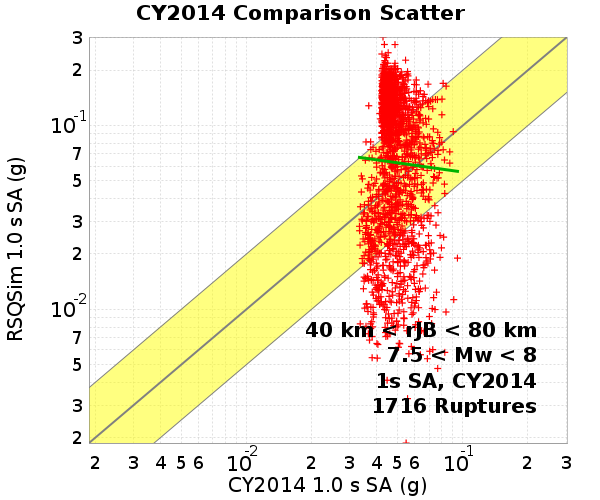 CY2014 Comparison Scatter
RSQSim 1.0 s SA (g)
3
2
10⁻¹
7
5
3
2
10⁻²
7
5
3
2
40 km < rJB < 80 km
7.5 < Mw < 8
1s SA, CY2014
1716 Ruptures
2 3 4 5 6 10⁻² 2 3 4 5 6 10⁻¹ 2 3
CY2014 1.0 s SA (g)